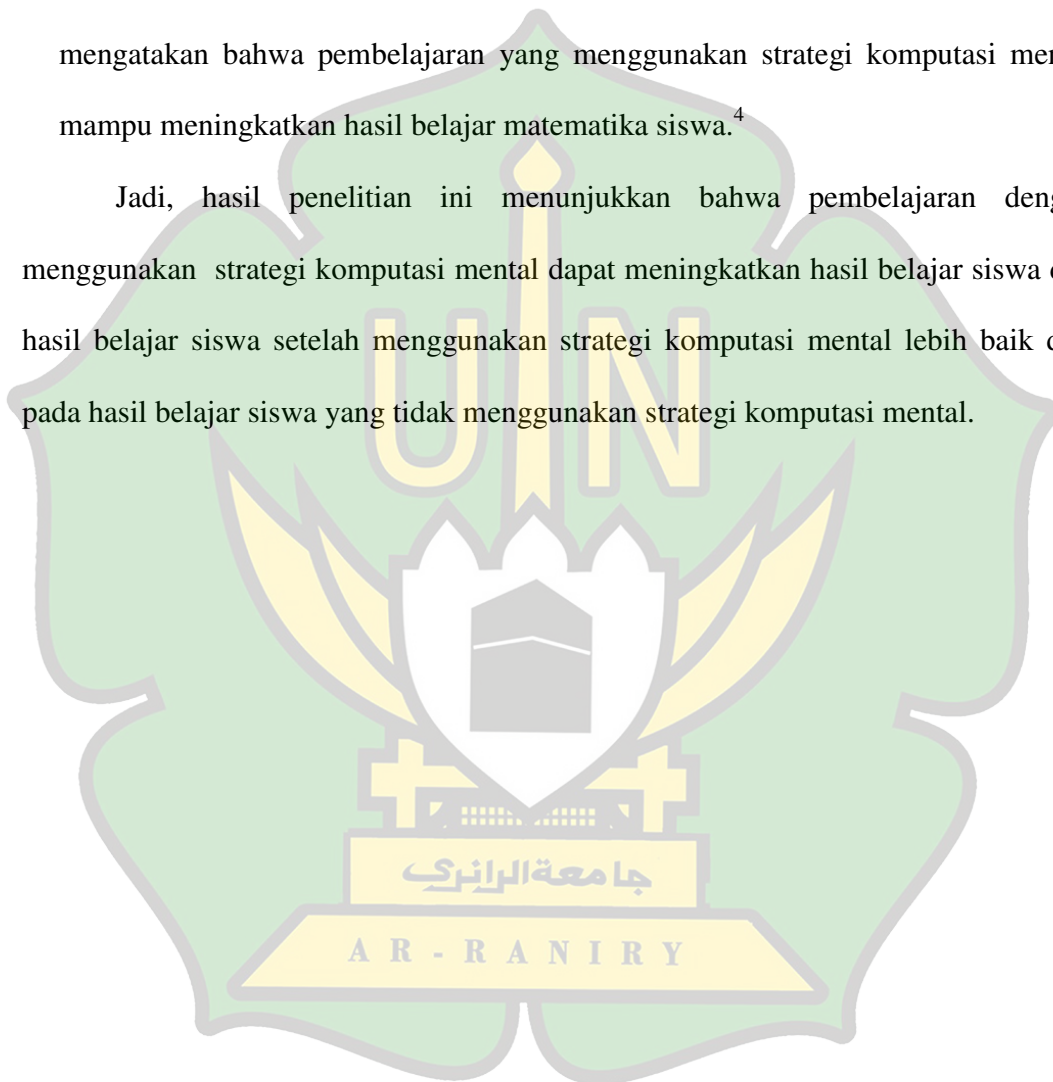 mengatakan bahwa pembelajaran yang menggunakan strategi komputasi men
mampu meningkatkan hasil belajar matematika siswa.⁴
Jadi, hasil penelitian ini menunjukkan bahwa pembelajaran deng
menggunakan strategi komputasi mental dapat meningkatkan hasil belajar siswa d
hasil belajar siswa setelah menggunakan strategi komputasi mental lebih baik d
pada hasil belajar siswa yang tidak menggunakan strategi komputasi mental.
UIN
جامعة الرانري
AR-RANIRY